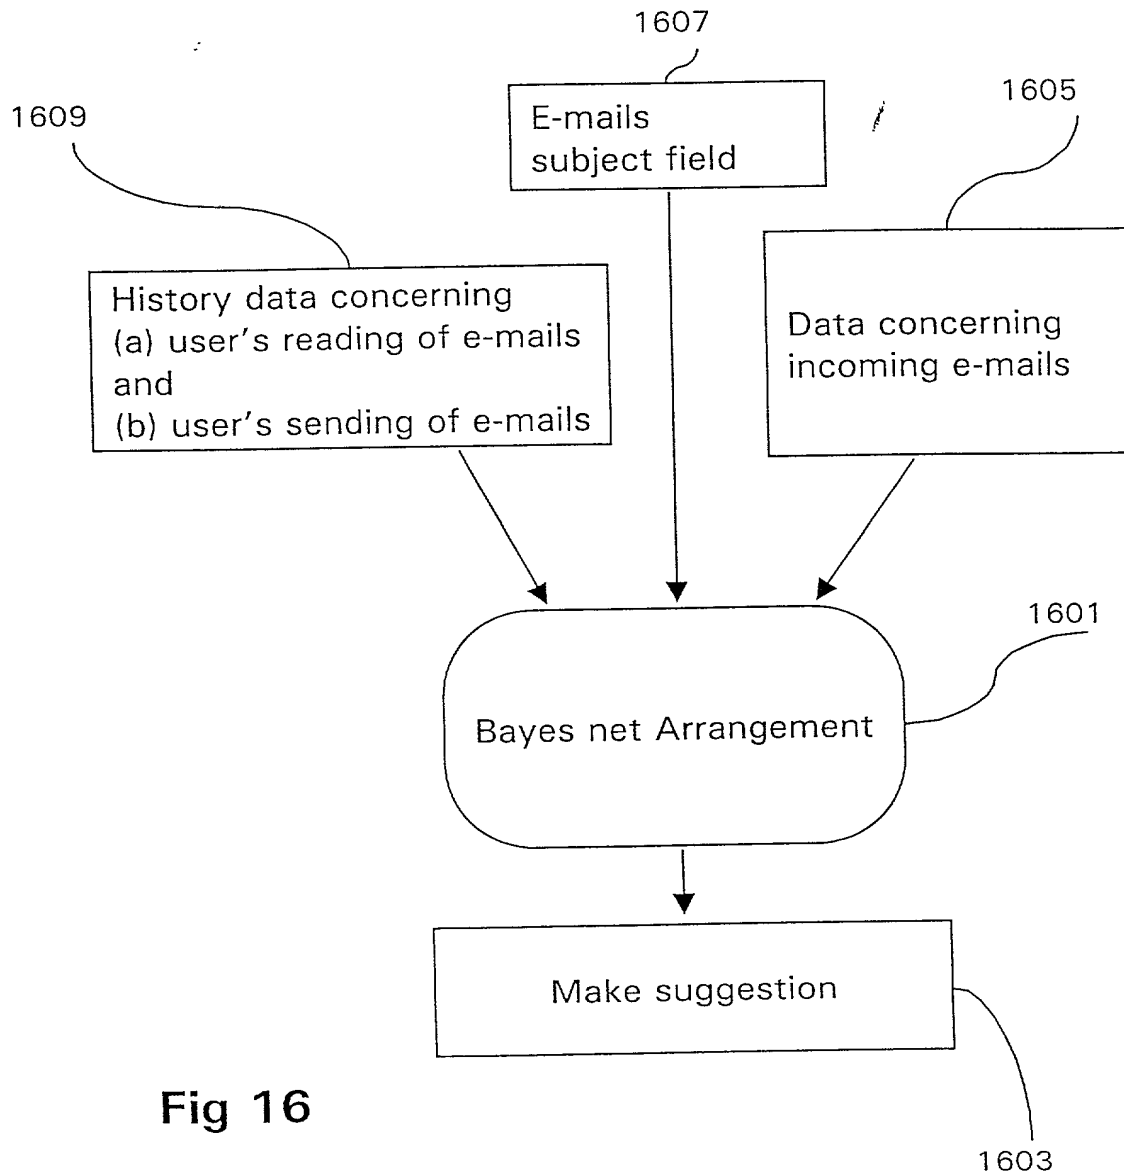 1607
1605
1609
E-mails
subject field
History data concerning
(a) user's reading of e-mails
and
(b) user's sending of e-mails
Data concerning
incoming e-mails
1601
Bayes net Arrangement
Make suggestion
Fig 16
1603